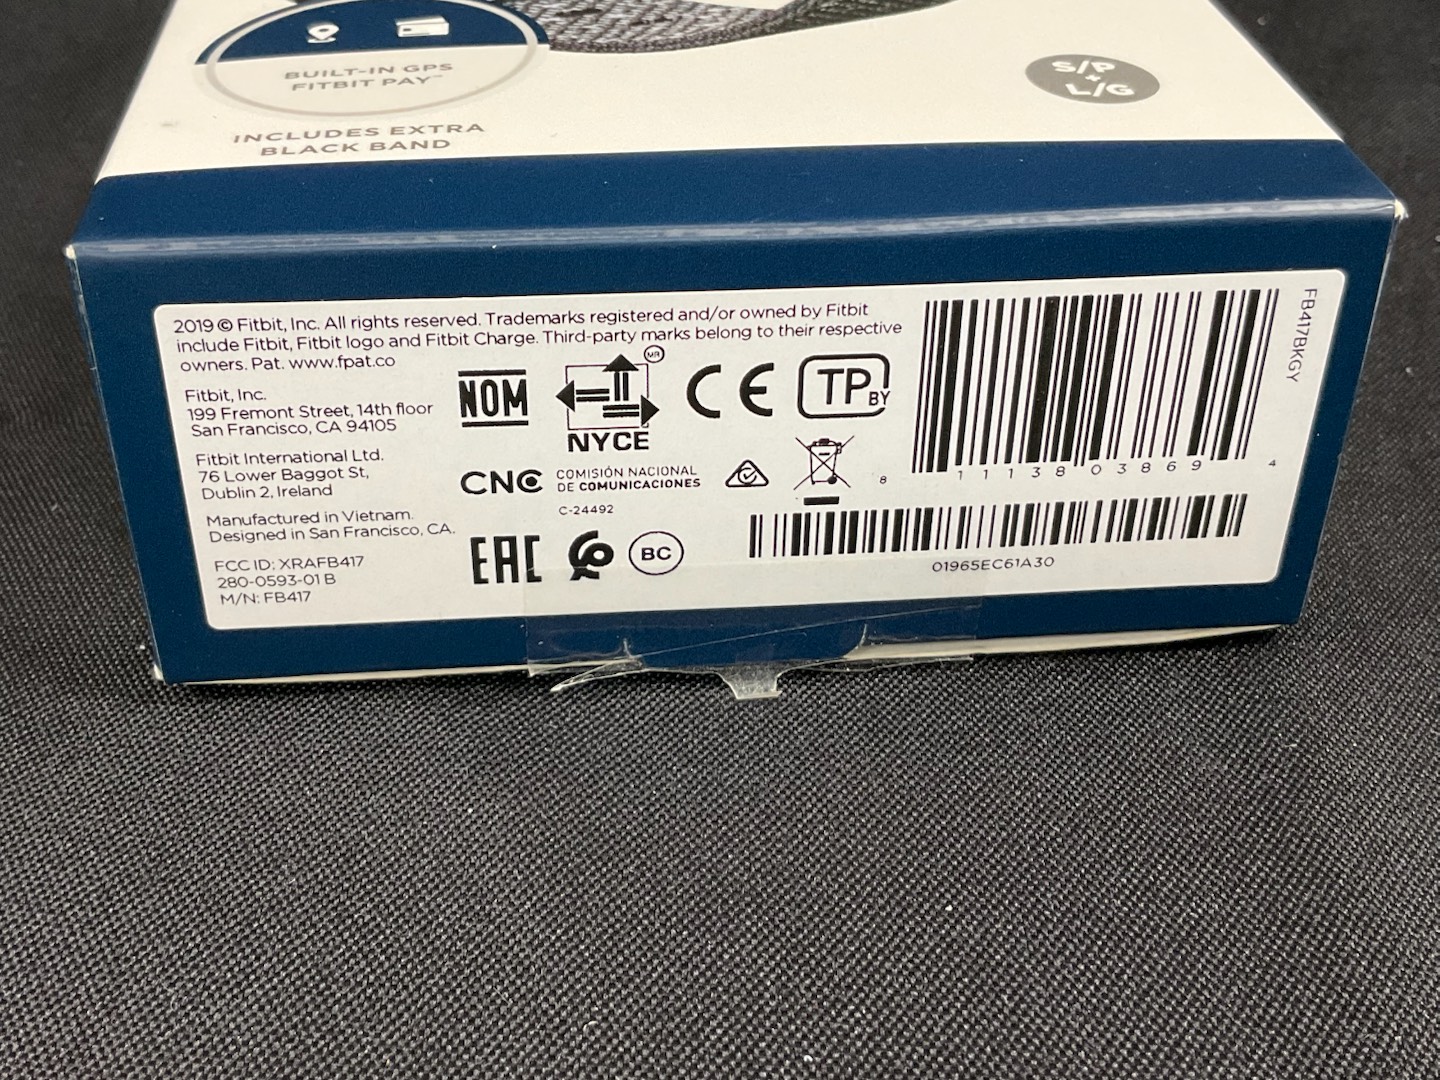 BUILT-IN GPS
FITBIT PAY™
INCLUDES EXTRA
BLACK BAND
S/P
+
L/G
2019 © Fitbit, Inc. All rights reserved. Trademarks registered and/or owned by Fitbit
include Fitbit, Fitbit logo and Fitbit Charge. Third-party marks belong to their respective
owners. Pat. www.fpat.co
Fitbit, Inc.
199 Fremont Street, 14th floor
San Francisco, CA 94105
Fitbit International Ltd.
76 Lower Baggot St,
Dublin 2, Ireland
Manufactured in Vietnam.
Designed in San Francisco, CA.
FCC ID: XRAFB417
280-0593-01 B
M/N: FB417
NOM
MR
NYCE
CE
TP BY
CNC COMISIÓN NACIONAL
DE COMUNICACIONES
C-24492
EAC
BC
8 11138 03869 4
FB417BKGY
01965EC61A30